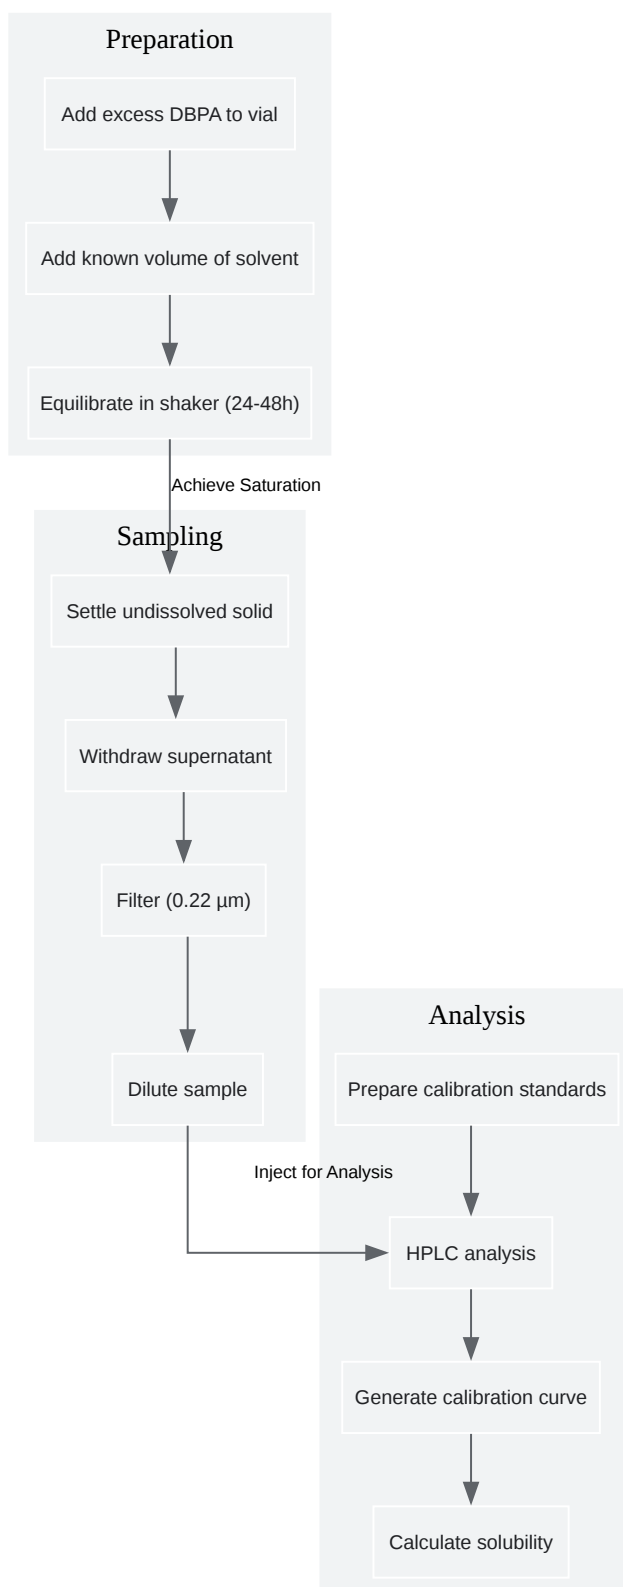 Preparation
Add excess DBPA to vial
Add known volume of solvent
Equilibrate in shaker (24-48h)
Achieve Saturation
Sampling
Settle undissolved solid
Withdraw supernatant
Filter (0.22 µm)
Dilute sample
Analysis
Prepare calibration standards
Inject for Analysis
HPLC analysis
Generate calibration curve
Calculate solubility